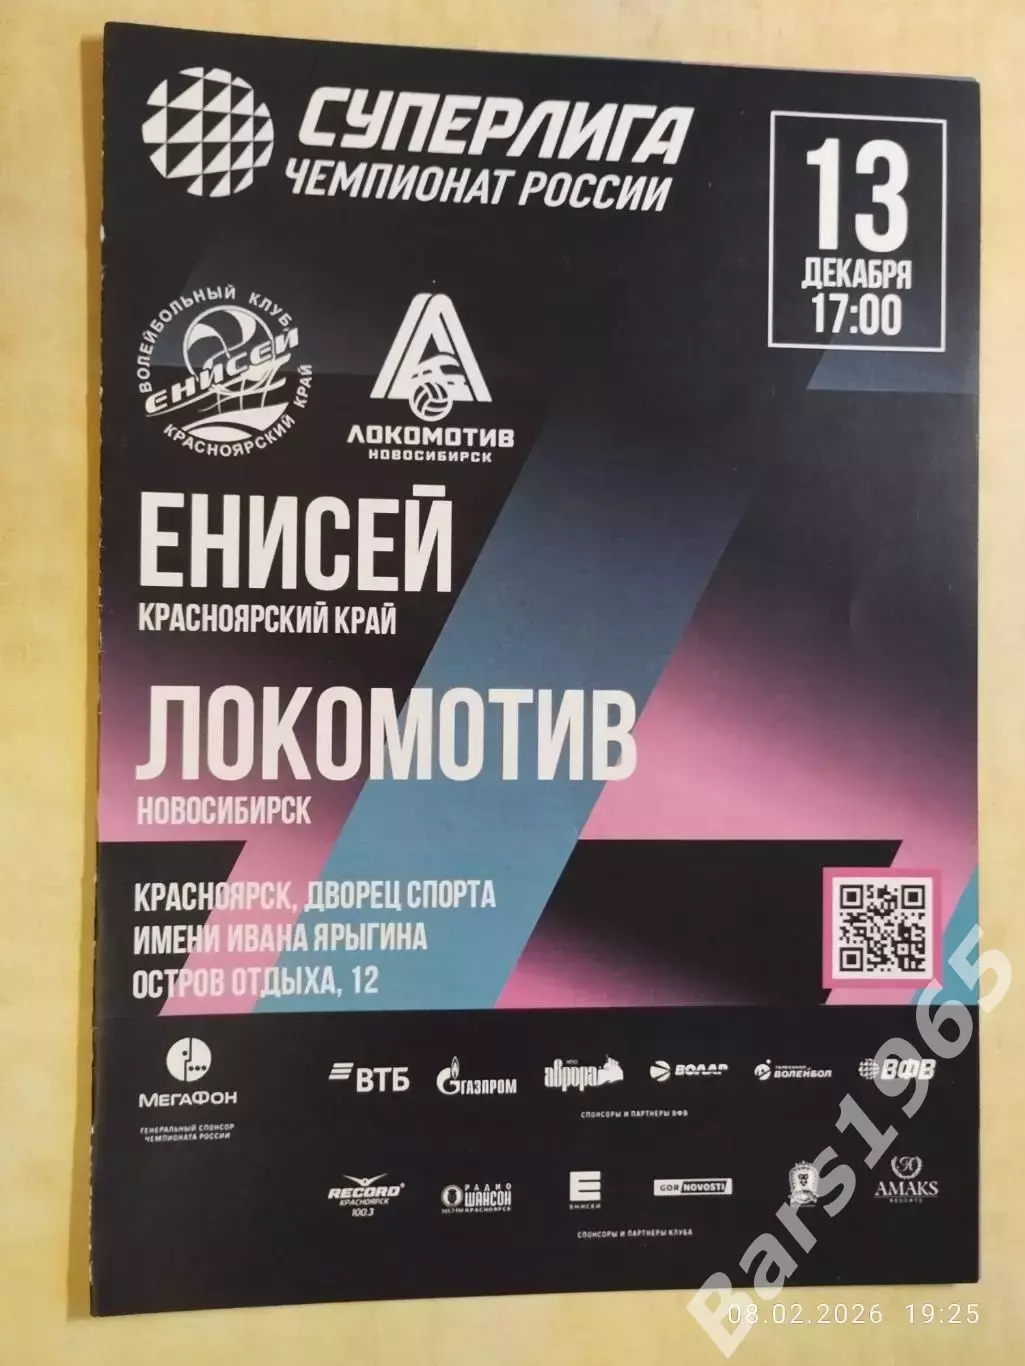 СУПЕРЛИГА
ЧЕМПИОНАТ РОССИИ
13
ДЕКАБРЯ
17:00
ВОЛЕЙБОЛЬНЫЙ КЛУБ
ЕНИСЕЙ
КРАСНОЯРСКИЙ КРАЙ
ЛОКОМОТИВ
НОВОСИБИРСК
ЕНИСЕЙ
КРАСНОЯРСКИЙ КРАЙ
ЛОКОМОТИВ
НОВОСИБИРСК
КРАСНОЯРСК, ДВОРЕЦ СПОРТА
ИМЕНИ ИВАНА ЯРЫГИНА
ОСТРОВ ОТДЫХА, 12
МЕГАФОН
ГЕНЕРАЛЬНЫЙ СПОНСОР
ЧЕМПИОНАТА РОССИИ
ВТБ
ГАЗПРОМ
НПО
аврора
ВОЛАР
ВОЛЕЙБОЛ
ВФВ
СПОНСОРЫ И ПАРТНЕРЫ ВФВ
RECORD
КРАСНОЯРСК
100.3
РАДИО
ШАНСОН
ЕНИСЕЙ
GORНОВОСТИ
AMAKS
RESORTS
СПОНСОРЫ И ПАРТНЕРЫ КЛУБА
Bars1965
08.02.2026 19:25